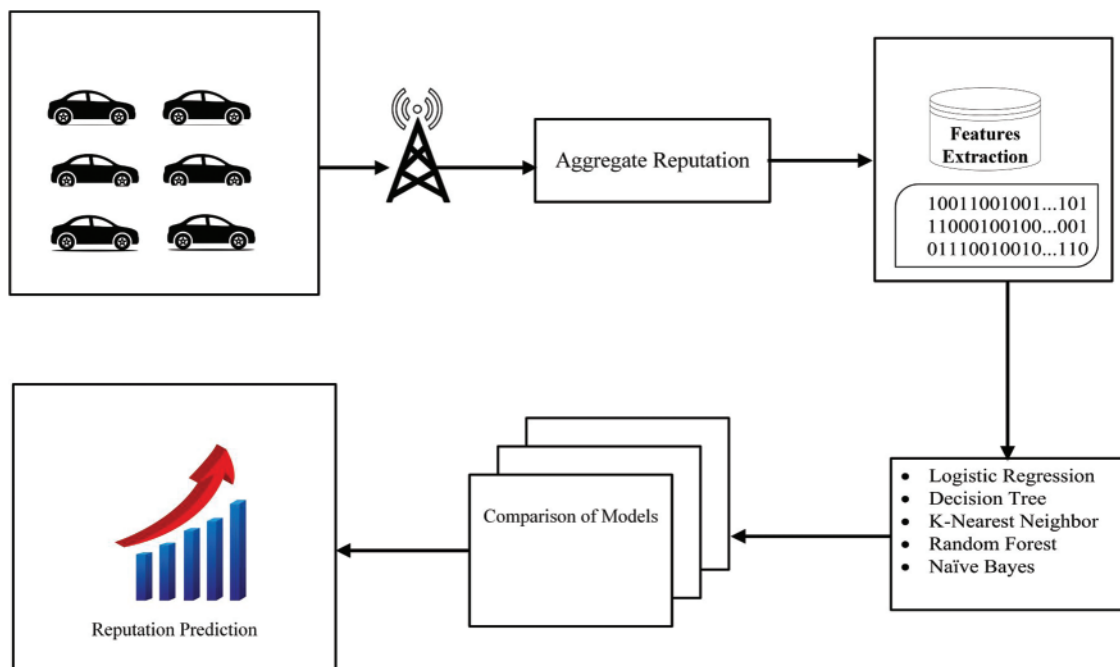 Aggregate Reputation
Features
Extraction
10011001001...101
11000100100...001
01110010010...110
• Logistic Regression
• Decision Tree
• K-Nearest Neighbor
• Random Forest
• Naïve Bayes
Comparison of Models
Reputation Prediction